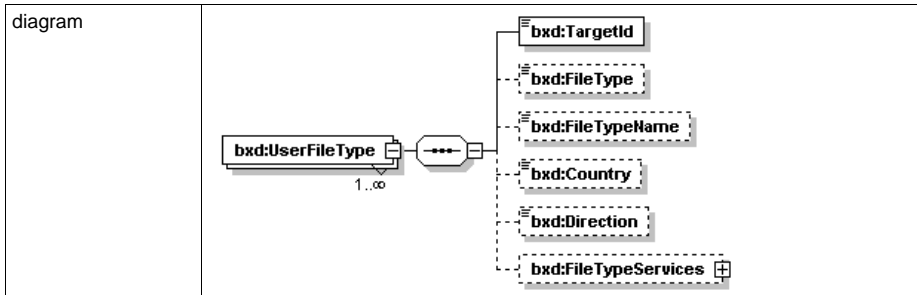 diagram
bxd:TargetId
bxd:FileType
bxd:FileTypeName
bxd:UserFileType
1..∞
bxd:Country
bxd:Direction
bxd:FileTypeServices